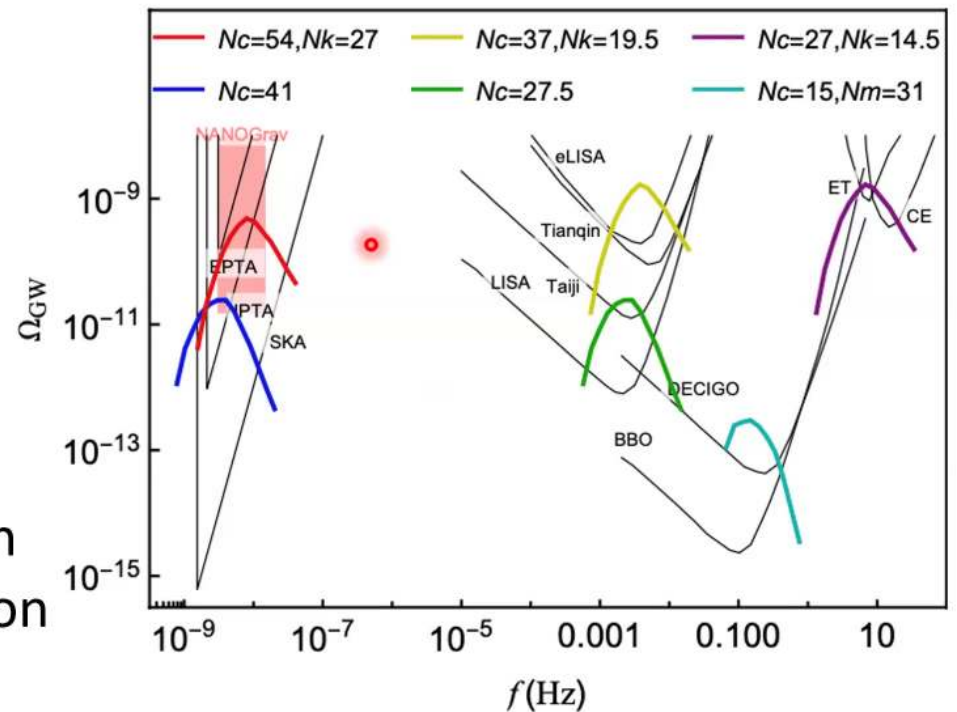 Nc=54,Nk=27 Nc=37,Nk=19.5 Nc=27,Nk=14.5
Nc=41 Nc=27.5 Nc=15,Nm=31
NANOGrav
eLISA
10⁻⁹
ET
CE
Tianqin
EPTA
LISA Taiji
IPTA
Ω_GW
10⁻¹¹
SKA
DECIGO
BBO
10⁻¹³
10⁻¹⁵
on
10⁻⁹ 10⁻⁷ 10⁻⁵ 0.001 0.100 10
f(Hz)